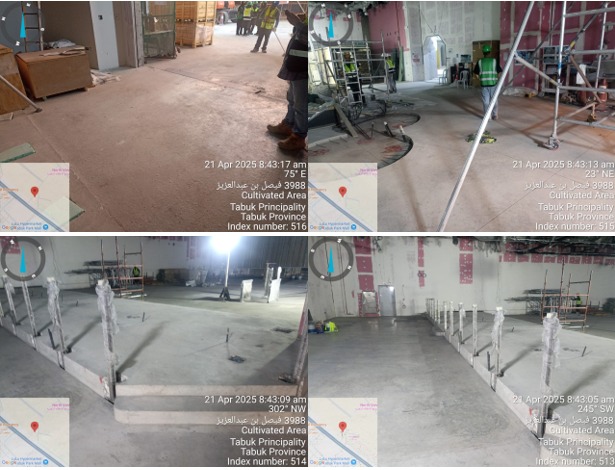 21 Apr 2025 8:43:17 am
75° E
3988 فيصل بن عبدالعزيز
Cultivated Area
Tabuk Principality
Tabuk Province
Index number: 516
21 Apr 2025 8:43:13 am
23° NE
3988 فيصل بن عبدالعزيز
Cultivated Area
Tabuk Principality
Tabuk Province
Index number: 515
21 Apr 2025 8:43:09 am
302° NW
3988 فيصل بن عبدالعزيز
Cultivated Area
Tabuk Principality
Tabuk Province
Index number: 514
21 Apr 2025 8:43:05 am
245° SW
3988 فيصل بن عبدالعزيز
Cultivated Area
Tabuk Principality
Tabuk Province
Index number: 513